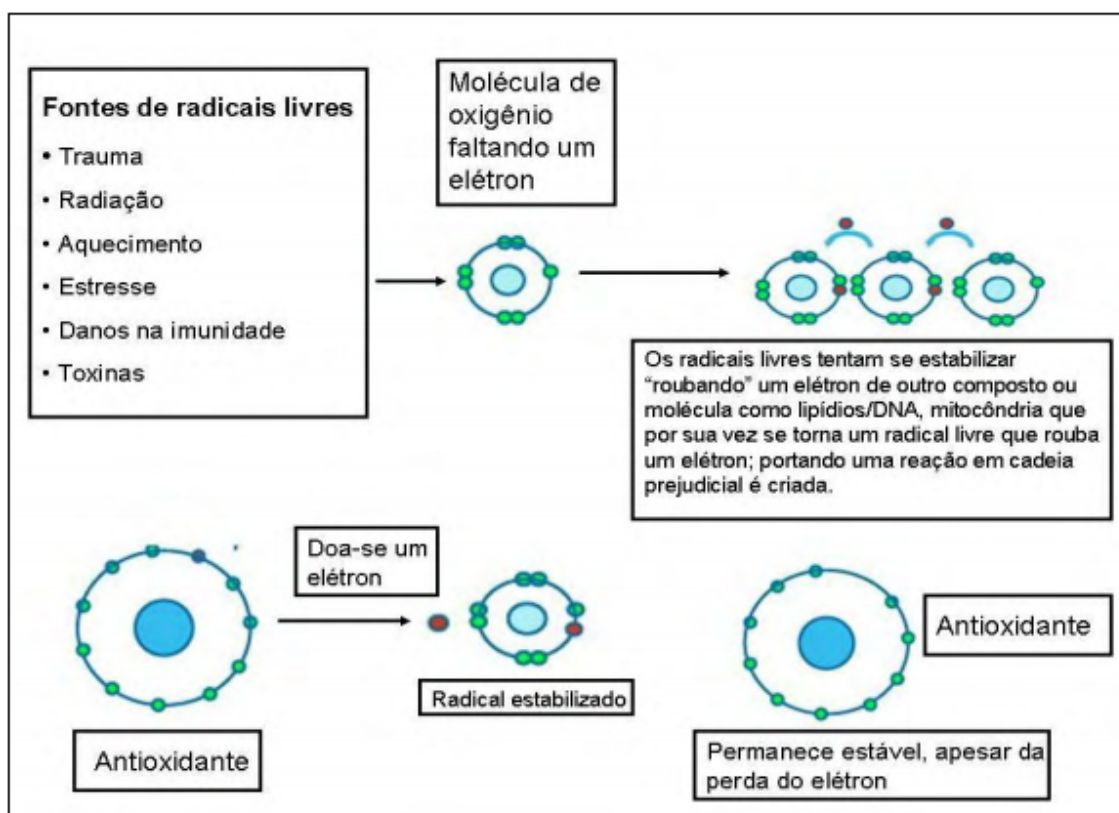 Fontes de radicais livres
• Trauma
• Radiação
• Aquecimento
• Estresse
• Danos na imunidade
• Toxinas
Molécula de
oxigênio
faltando um
elétron
Os radicais livres tentam se estabilizar
“roubando” um elétron de outro composto ou
molécula como lipídios/DNA, mitocôndria que
por sua vez se torna um radical livre que rouba
um elétron; portando uma reação em cadeia
prejudicial é criada.
Doa-se um
elétron
Antioxidante
Radical estabilizado
Antioxidante
Permanece estável, apesar da
perda do elétron